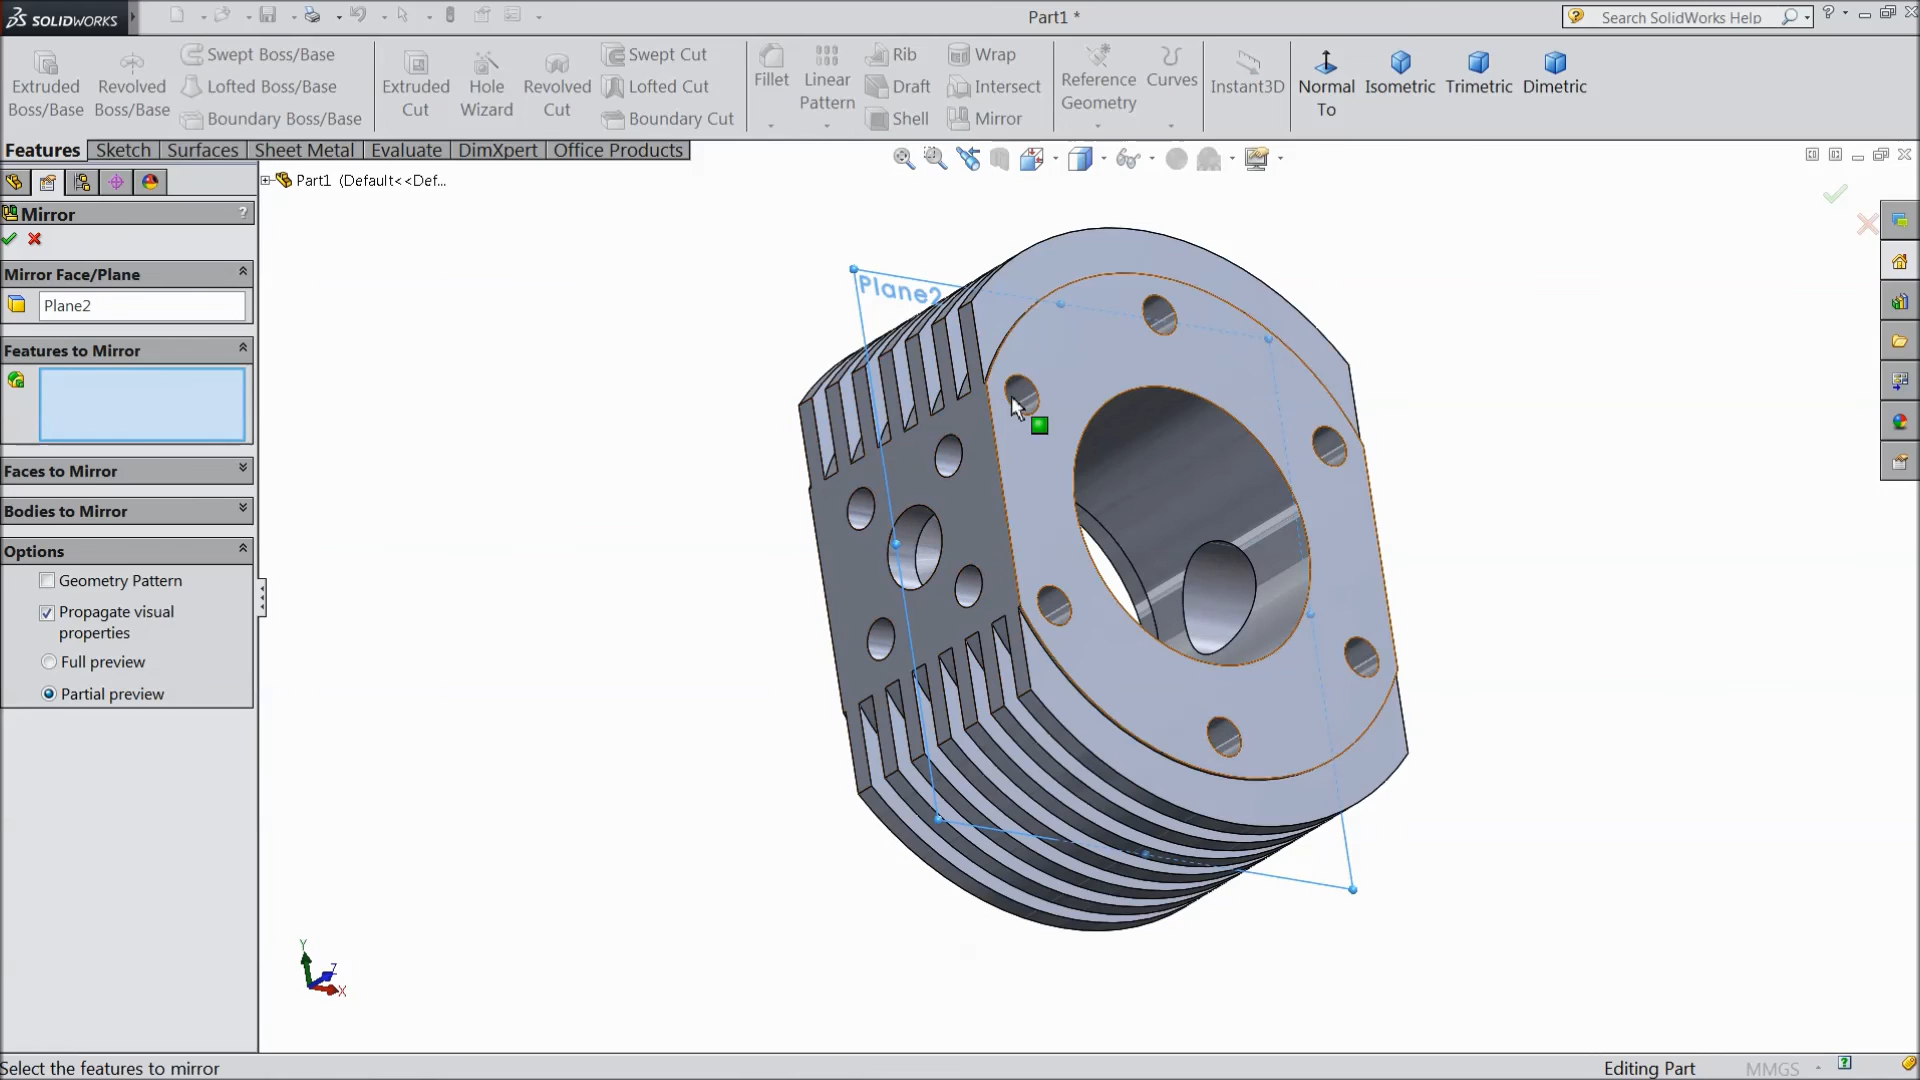 SOLIDWORKS
Part1 *
Search SolidWorks Help
Extruded Boss/Base
Revolved Boss/Base
Swept Boss/Base
Lofted Boss/Base
Boundary Boss/Base
Extruded Cut
Hole Wizard
Revolved Cut
Swept Cut
Lofted Cut
Boundary Cut
Fillet
Linear Pattern
Rib
Draft
Shell
Wrap
Intersect
Mirror
Reference Geometry
Curves
Instant3D
Normal To
Isometric
Trimetric
Dimetric
Features
Sketch
Surfaces
Sheet Metal
Evaluate
DimXpert
Office Products
Part1 (Default<<Def...
Mirror
?
Mirror Face/Plane
Plane2
Features to Mirror
Faces to Mirror
Bodies to Mirror
Options
Geometry Pattern
Propagate visual
properties
Full preview
Partial preview
Plane2
Y
Z
X
Select the features to mirror
Editing Part
MMGS